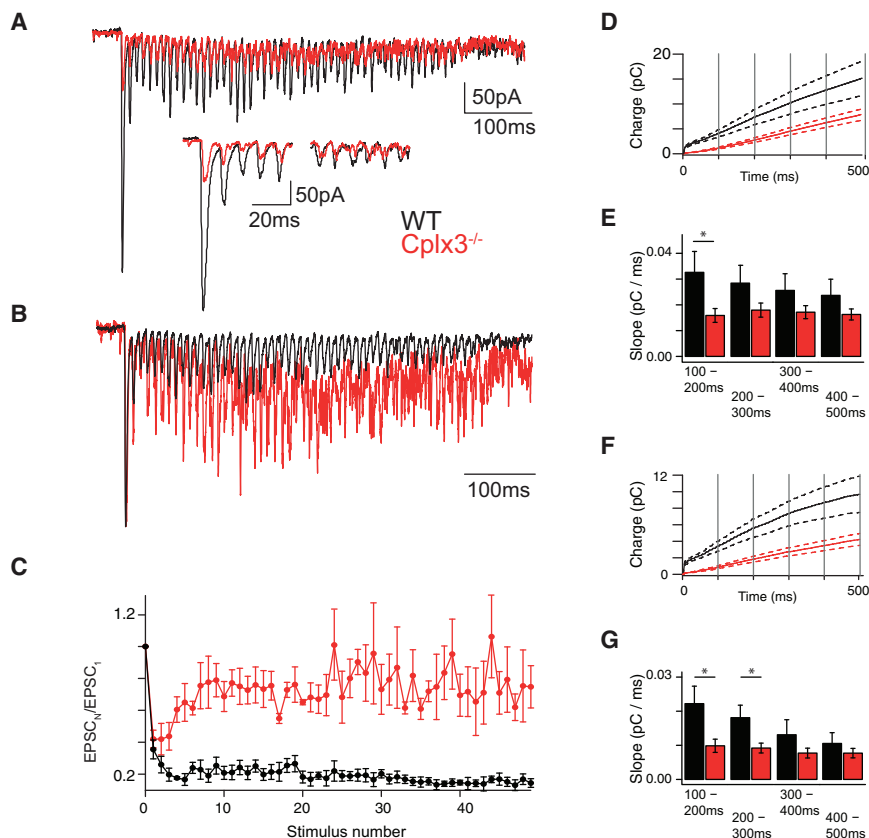 A
50pA
100ms
50pA
20ms
WT
Cplx3-/-
B
100ms
C
1.2
0.2
EPSCN/EPSC1
0
10
20
30
40
Stimulus number
D
20
0
Charge (pC)
0
500
Time (ms)
E
*
0.04
0.00
Slope (pC / ms)
100 –
200ms
200 –
300ms
300 –
400ms
400 –
500ms
F
12
0
Charge (pC)
0
500
Time (ms)
G
*
*
0.03
0.00
Slope (pC / ms)
100 –
200ms
200 –
300ms
300 –
400ms
400 –
500ms